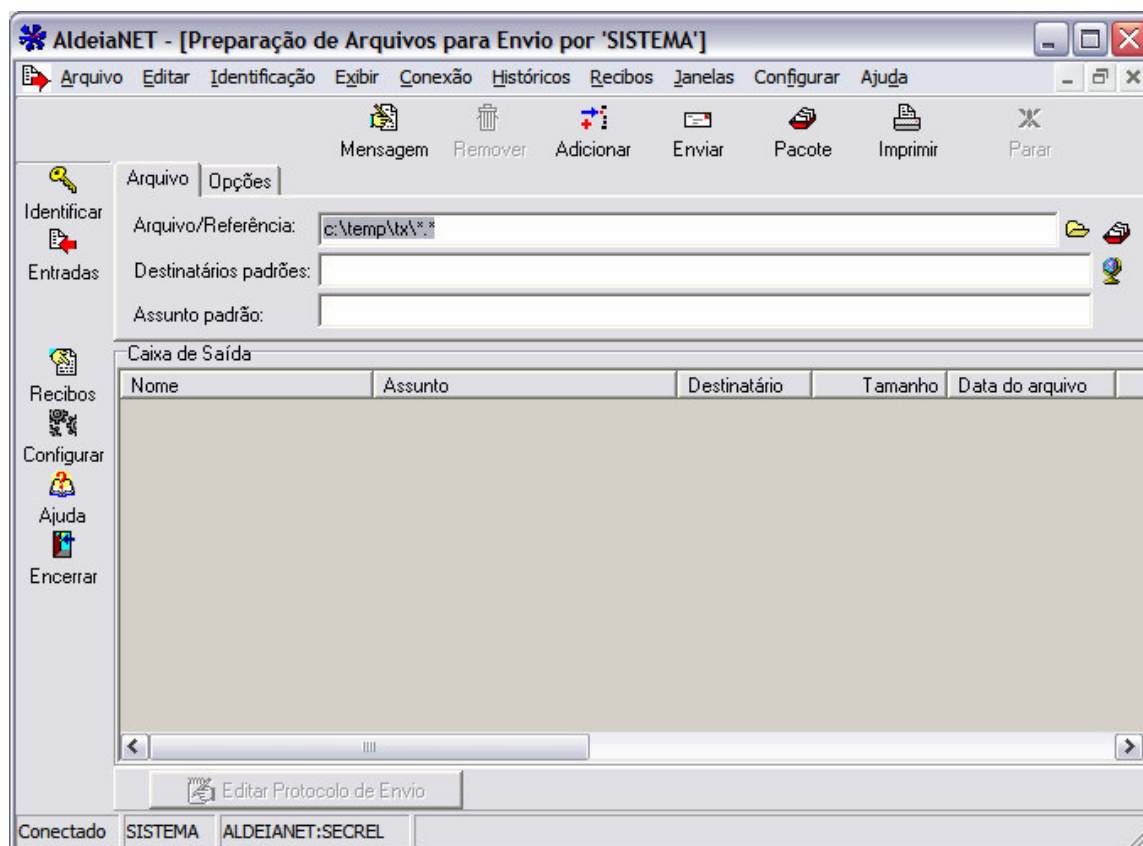 AldeiaNET - [Preparação de Arquivos para Envio por 'SISTEMA']
Arquivo Editar Identificação Exibir Conexão Históricos Recibos Janelas Configurar Ajuda
Mensagem Remover Adicionar Enviar Pacote Imprimir Parar
Identificar
Entradas
Recibos
Configurar
Ajuda
Encerrar
Arquivo Opções
Arquivo/Referência: c:\temp\tx\*.*
Destinatários padrões:
Assunto padrão:
Caixa de Saída
Nome Assunto Destinatário Tamanho Data do arquivo
Editar Protocolo de Envio
Conectado SISTEMA ALDEIANET:SECREL